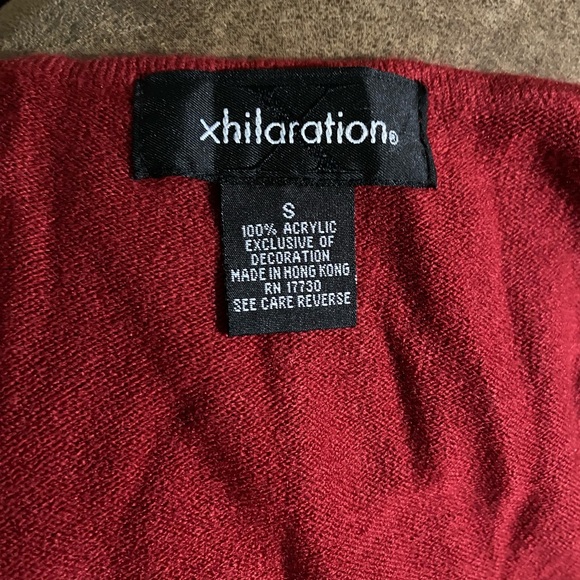 xhilaration®
S
100% ACRYLIC
EXCLUSIVE OF
DECORATION
MADE IN HONG KONG
RN 17730
SEE CARE REVERSE